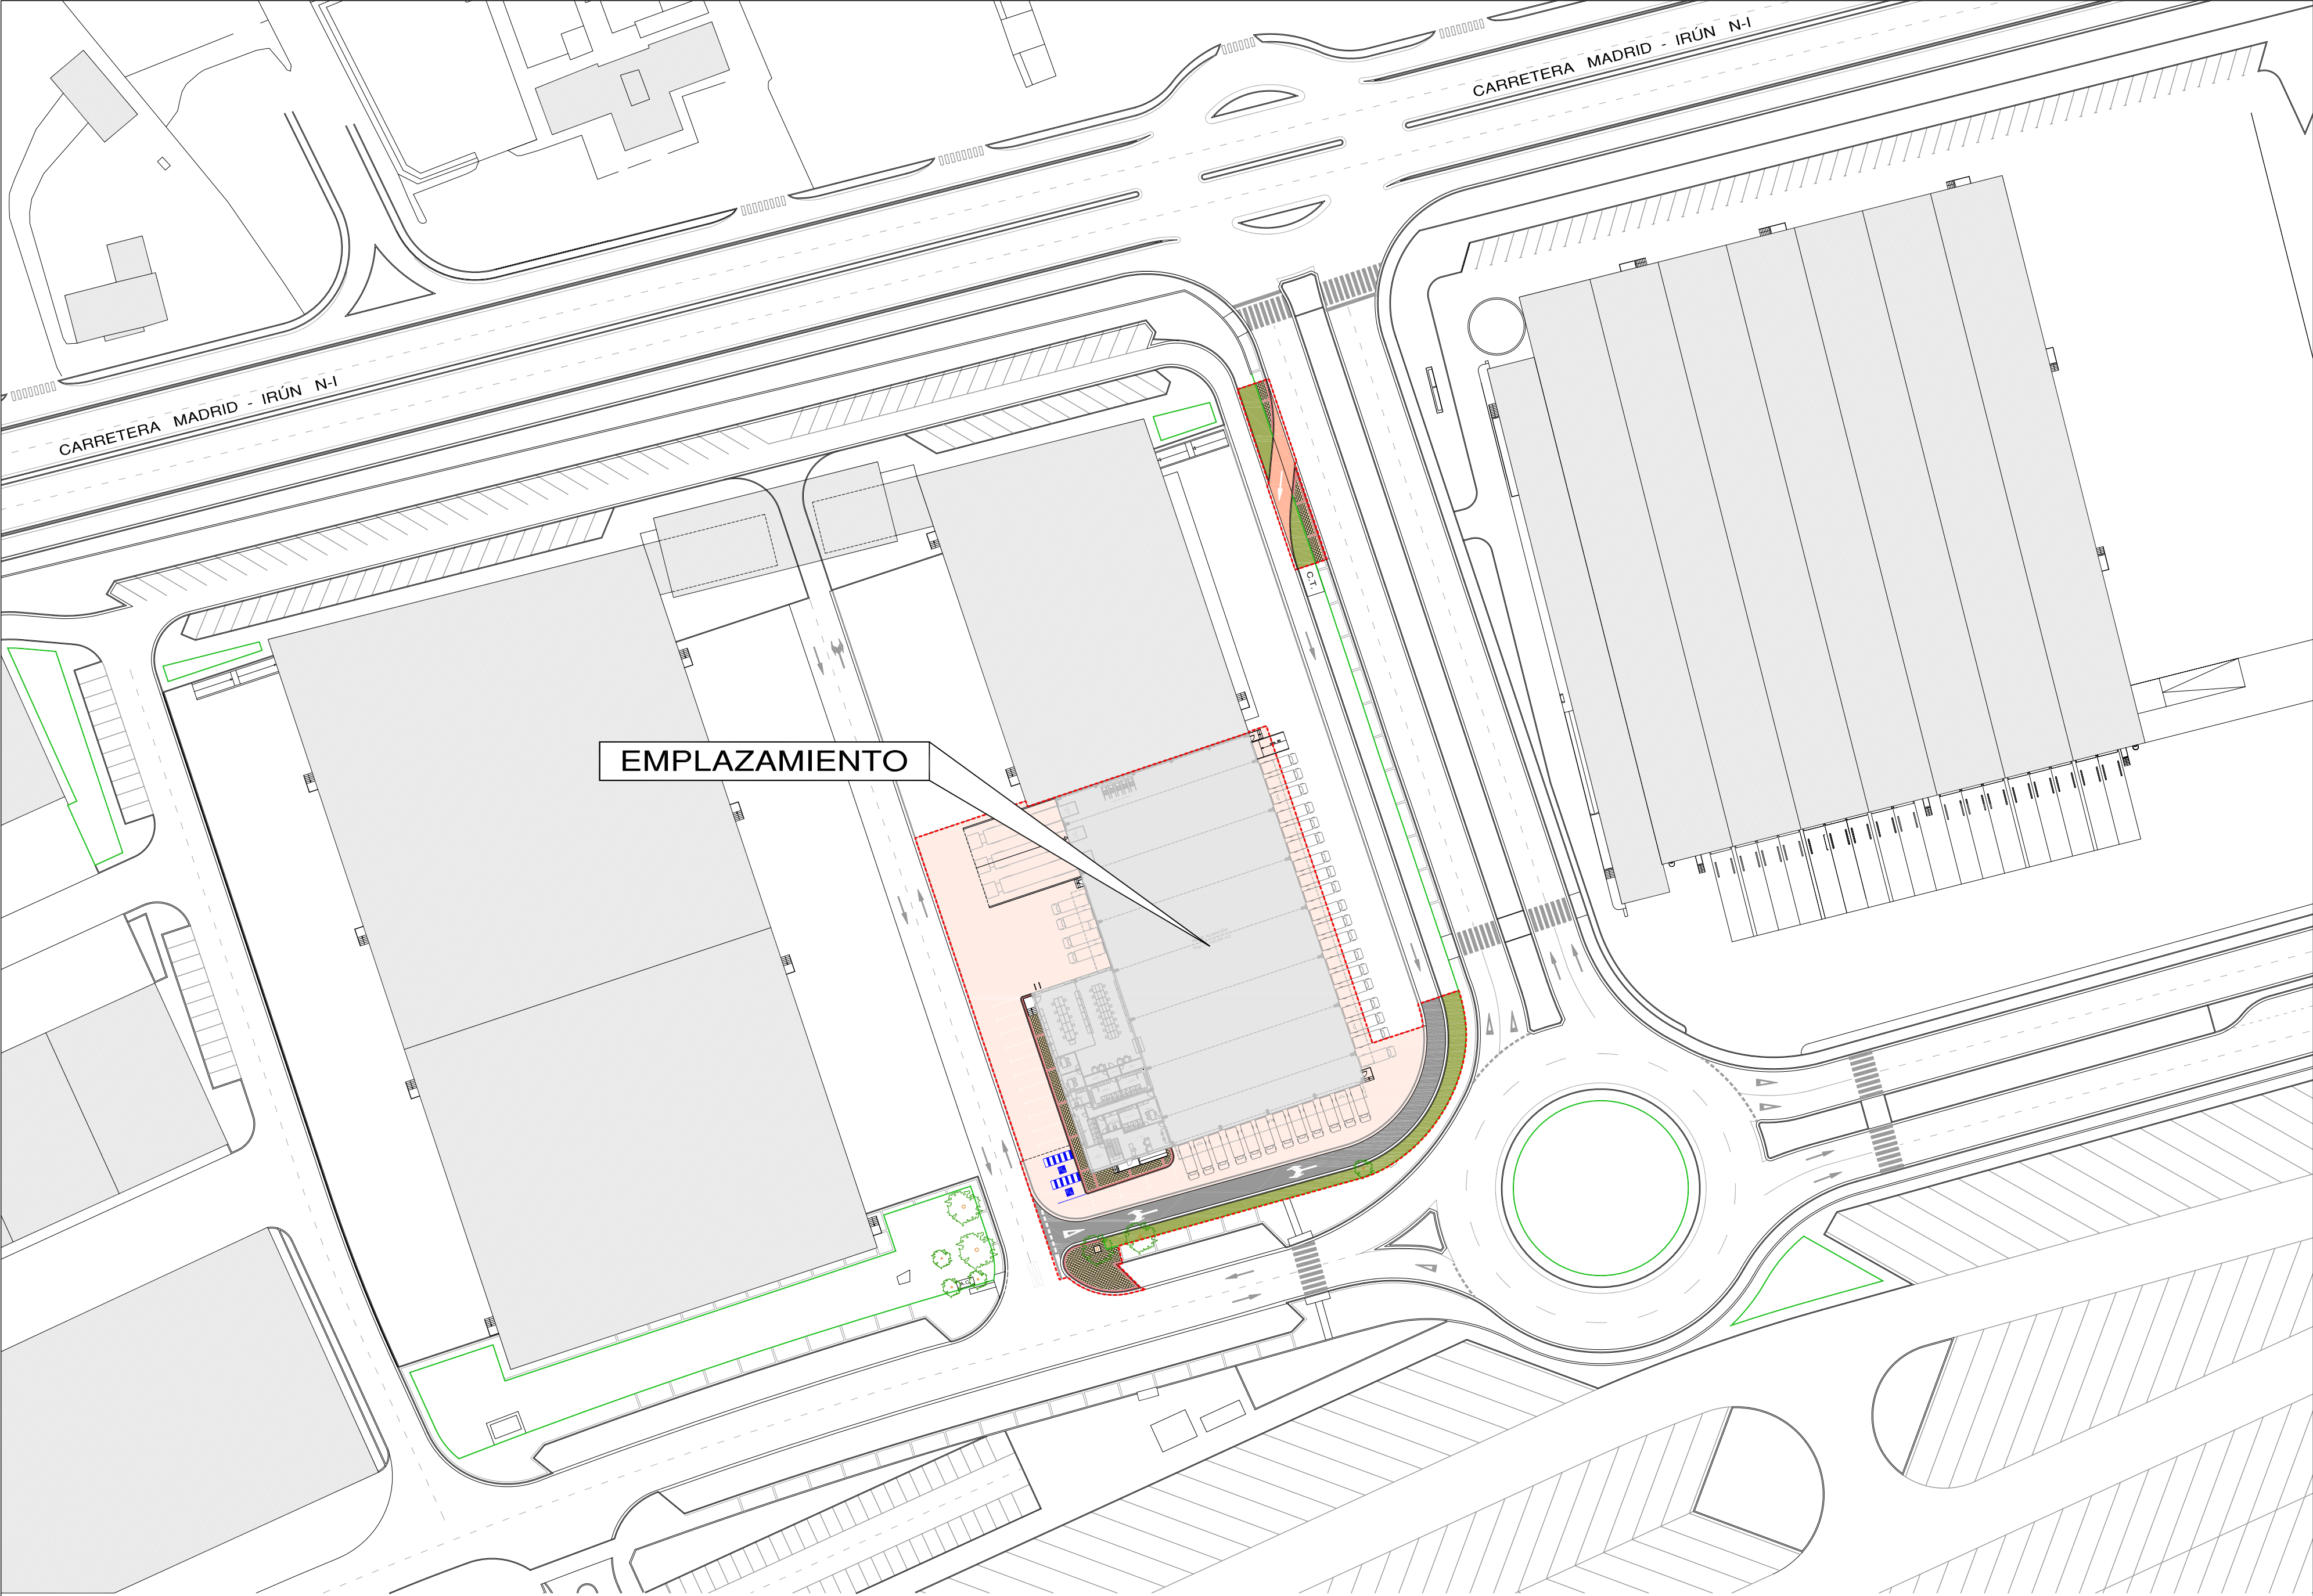 CARRETERA MADRID - IRÚN N-I
CARRETERA MADRID - IRÚN N-I
C.T.
EMPLAZAMIENTO